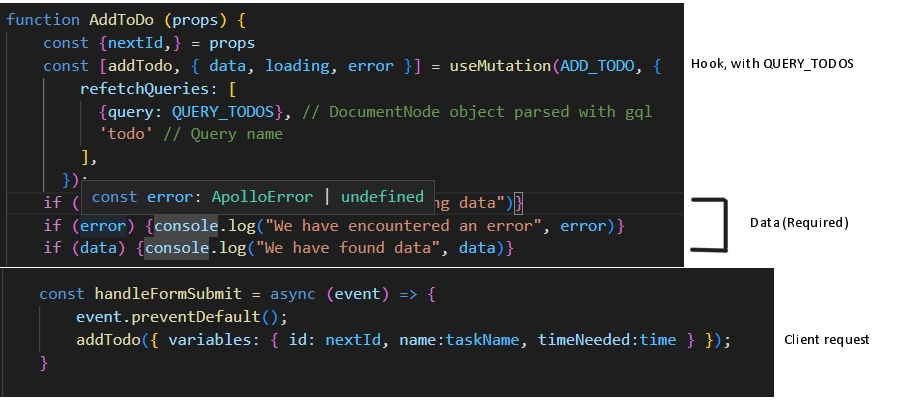 function AddToDo (props) {
const {nextId,} = props
const [addTodo, { data, loading, error }] = useMutation(ADD_TODO, {
Hook, with QUERY_TODOS
refetchQueries: [
{query: QUERY_TODOS}, // DocumentNode object parsed with gql
'todo' // Query name
],
});
const error: ApolloError | undefined
if ( ng data")}
if (error) {console.log("We have encountered an error", error)}
Data(Required)
if (data) {console.log("We have found data", data)}
const handleFormSubmit = async (event) => {
event.preventDefault();
addTodo({ variables: { id: nextId, name:taskName, timeNeeded:time } });
Client request
}